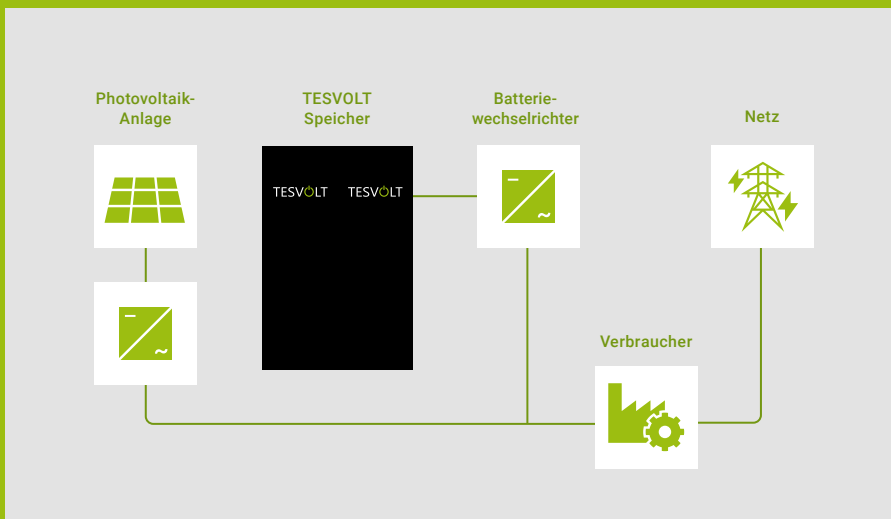 Photovoltaik-
Anlage
TESVOLT
Speicher
Batterie-
wechselrichter
Netz
TESVOLT TESVOLT
Verbraucher